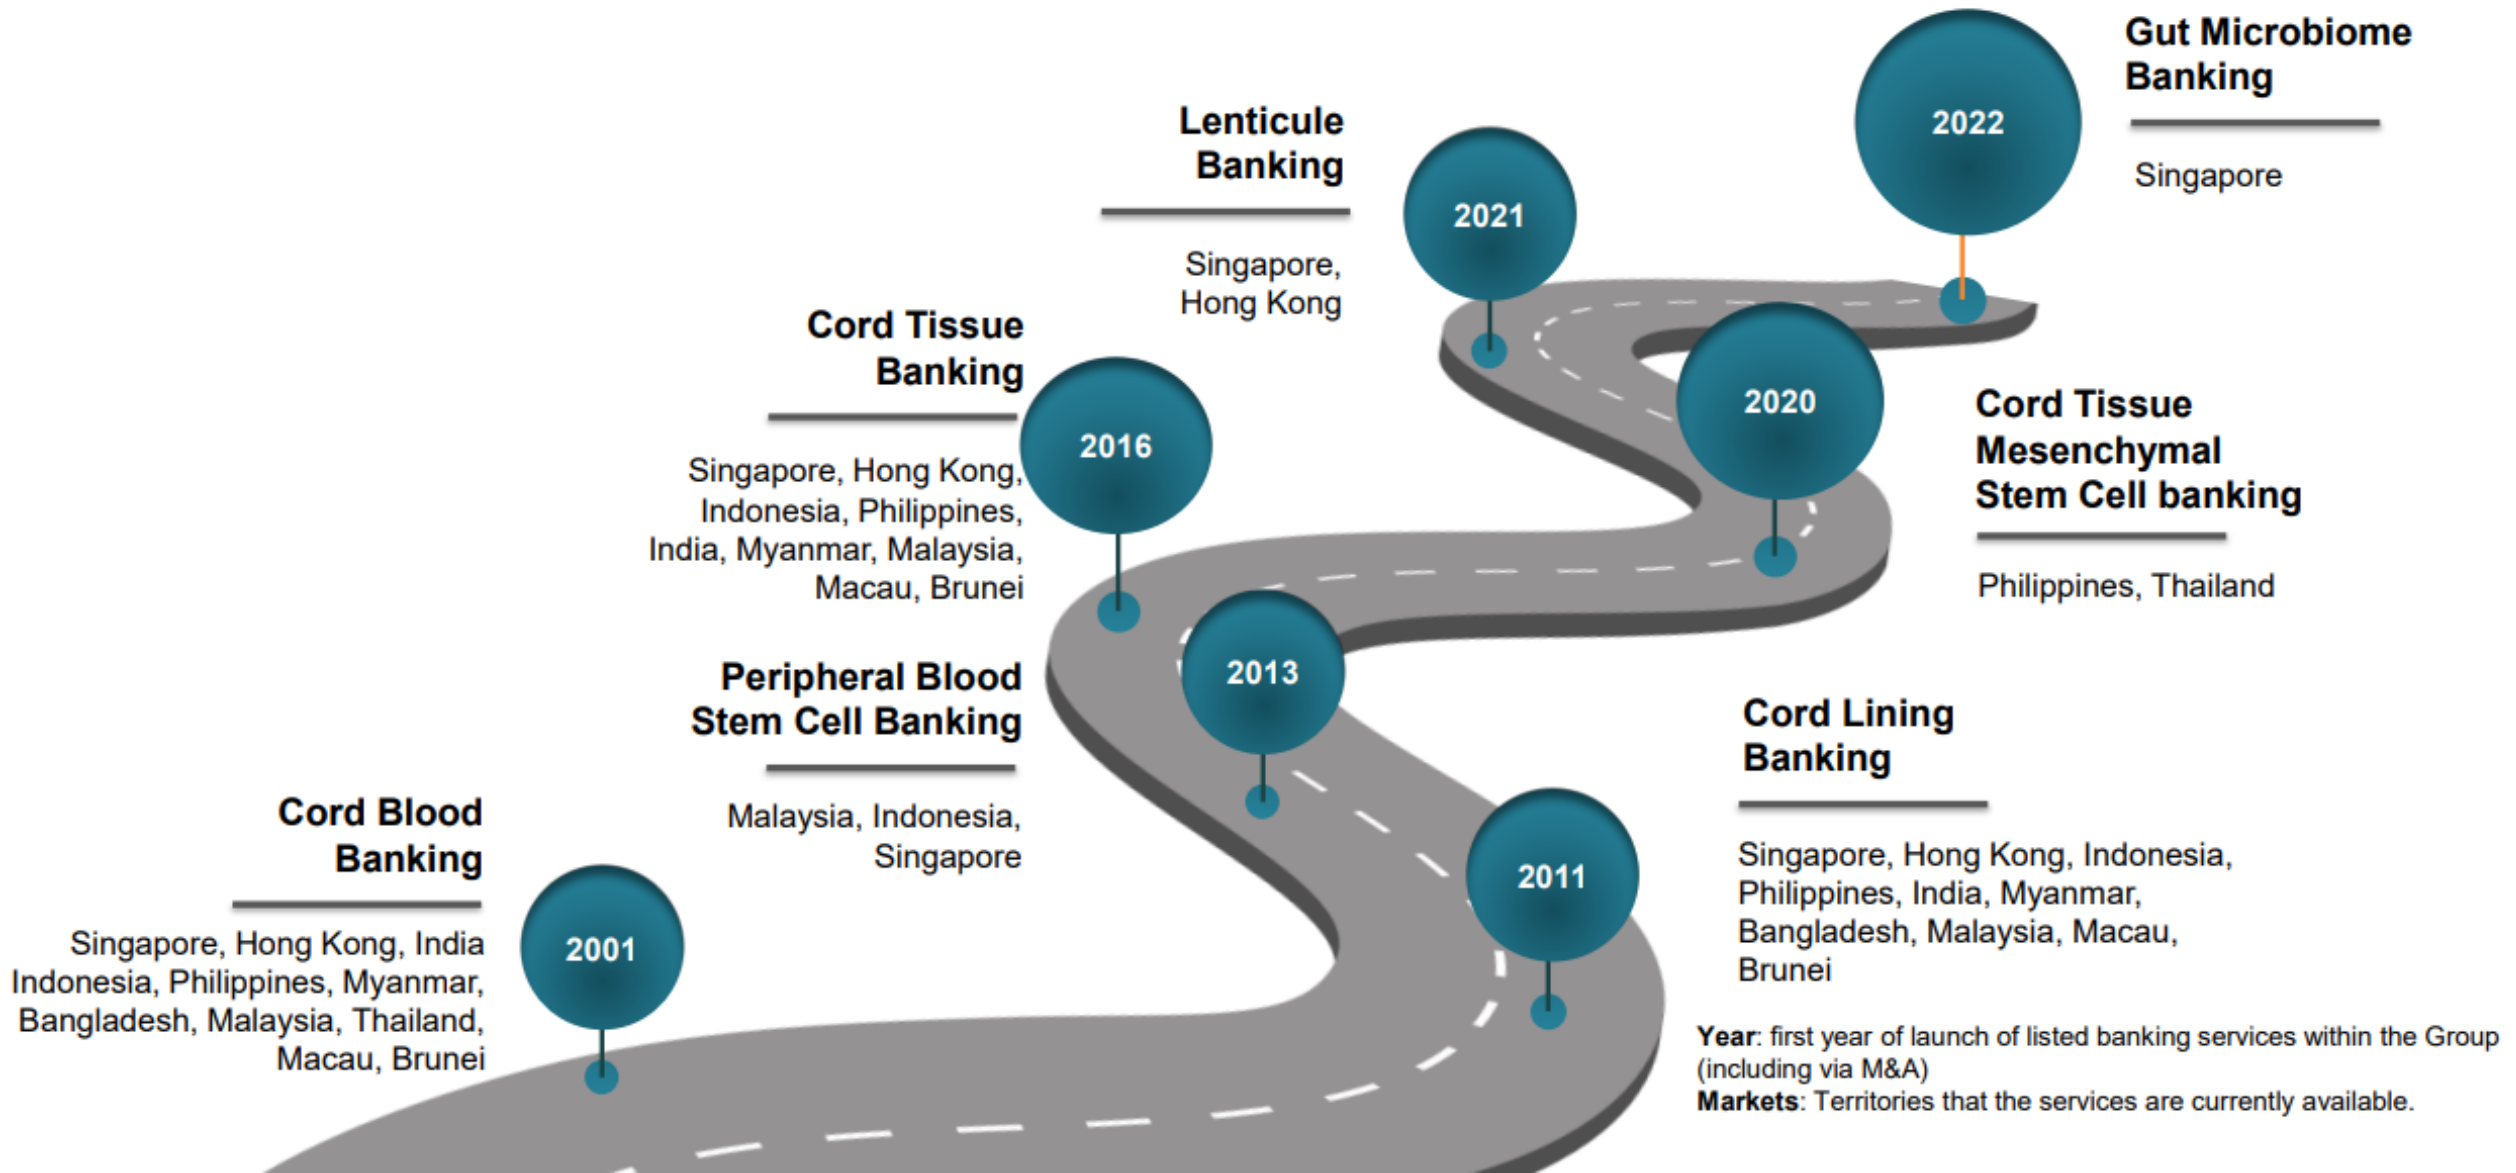 Gut Microbiome
Banking
2022
Singapore
Lenticule
Banking
2021
Singapore,
Hong Kong
Cord Tissue
Banking
2016
Singapore, Hong Kong,
Indonesia, Philippines,
India, Myanmar, Malaysia,
Macau, Brunei
2020
Cord Tissue
Mesenchymal
Stem Cell banking
Philippines, Thailand
Peripheral Blood
Stem Cell Banking
2013
Malaysia, Indonesia,
Singapore
Cord Lining
Banking
2011
Singapore, Hong Kong, Indonesia,
Philippines, India, Myanmar,
Bangladesh, Malaysia, Macau,
Brunei
Cord Blood
Banking
2001
Singapore, Hong Kong, India
Indonesia, Philippines, Myanmar,
Bangladesh, Malaysia, Thailand,
Macau, Brunei
Year: first year of launch of listed banking services within the Group
(including via M&A)
Markets: Territories that the services are currently available.